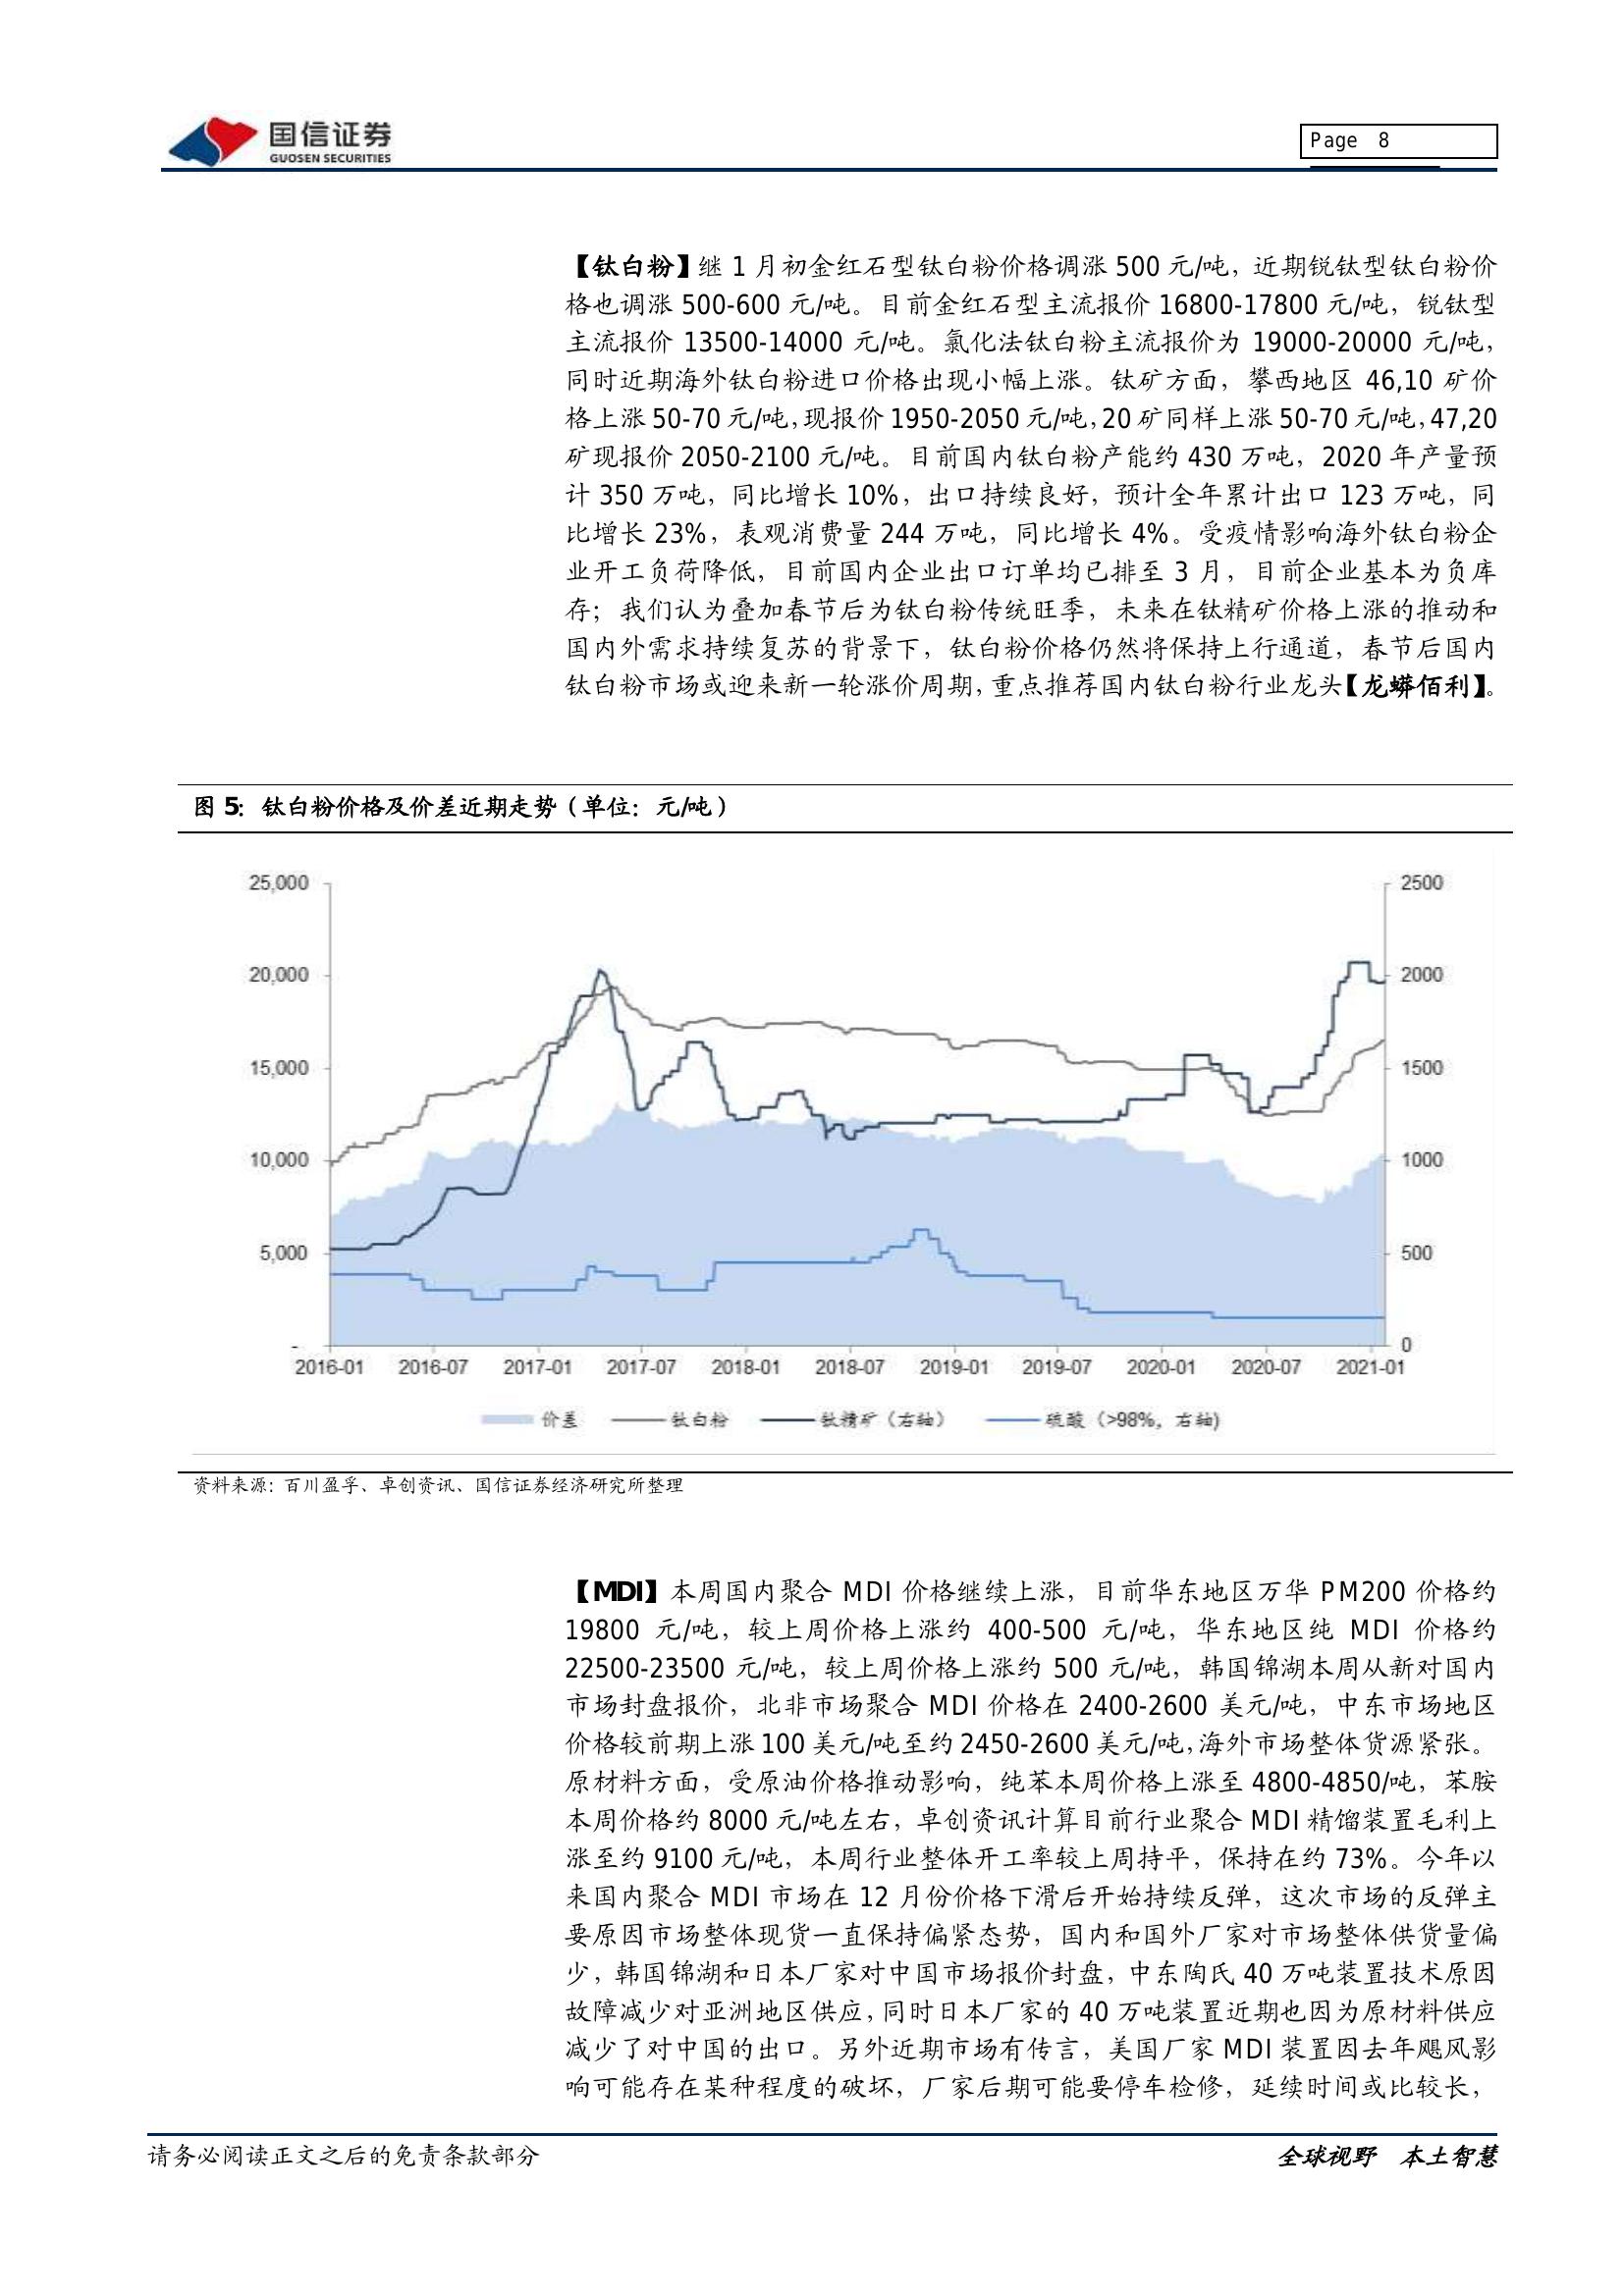 国信证券
GUOSEN SECURITIES
Page 8
【钛白粉】继 1 月初金红石型钛白粉价格调涨 500 元/吨，近期锐钛型钛白粉价
格也调涨 500-600 元/吨。目前金红石型主流报价 16800-17800 元/吨，锐钛型
主流报价 13500-14000 元/吨。氯化法钛白粉主流报价为 19000-20000 元/吨，
同时近期海外钛白粉进口价格出现小幅上涨。钛矿方面，攀西地区 46,10 矿价
格上涨 50-70 元/吨，现报价 1950-2050 元/吨，20 矿同样上涨 50-70 元/吨，47,20
矿现报价 2050-2100 元/吨。目前国内钛白粉产能约 430 万吨，2020 年产量预
计 350 万吨，同比增长 10%，出口持续良好，预计全年累计出口 123 万吨，同
比增长 23%，表观消费量 244 万吨，同比增长 4%。受疫情影响海外钛白粉企
业开工负荷降低，目前国内企业出口订单均已排至 3 月，目前企业基本为负库
存；我们认为叠加春节后为钛白粉传统旺季，未来在钛精矿价格上涨的推动和
国内外需求持续复苏的背景下，钛白粉价格仍然将保持上行通道，春节后国内
钛白粉市场或迎来新一轮涨价周期，重点推荐国内钛白粉行业龙头【龙蟒佰利】。
图 5：钛白粉价格及价差近期走势（单位：元/吨）
25,000
20,000
15,000
10,000
5,000
-
2500
2000
1500
1000
500
0
2016-01 2016-07 2017-01 2017-07 2018-01 2018-07 2019-01 2019-07 2020-01 2020-07 2021-01
价差 钛白粉 钛精矿（右轴） 硫酸（>98%，右轴)
资料来源：百川盈孚、卓创资讯、国信证券经济研究所整理
【MDI】本周国内聚合 MDI 价格继续上涨，目前华东地区万华 PM200 价格约
19800 元/吨，较上周价格上涨约 400-500 元/吨，华东地区纯 MDI 价格约
22500-23500 元/吨，较上周价格上涨约 500 元/吨，韩国锦湖本周从新对国内
市场封盘报价，北非市场聚合 MDI 价格在 2400-2600 美元/吨，中东市场地区
价格较前期上涨 100 美元/吨至约 2450-2600 美元/吨，海外市场整体货源紧张。
原材料方面，受原油价格推动影响，纯苯本周价格上涨至 4800-4850/吨，苯胺
本周价格约 8000 元/吨左右，卓创资讯计算目前行业聚合 MDI 精馏装置毛利上
涨至约 9100 元/吨，本周行业整体开工率较上周持平，保持在约 73%。今年以
来国内聚合 MDI 市场在 12 月份价格下滑后开始持续反弹，这次市场的反弹主
要原因市场整体现货一直保持偏紧态势，国内和国外厂家对市场整体供货量偏
少，韩国锦湖和日本厂家对中国市场报价封盘，中东陶氏 40 万吨装置技术原因
故障减少对亚洲地区供应，同时日本厂家的 40 万吨装置近期也因为原材料供应
减少了对中国的出口。另外近期市场有传言，美国厂家 MDI 装置因去年飓风影
响可能存在某种程度的破坏，厂家后期可能要停车检修，延续时间或比较长，
请务必阅读正文之后的免责条款部分
全球视野 本土智慧